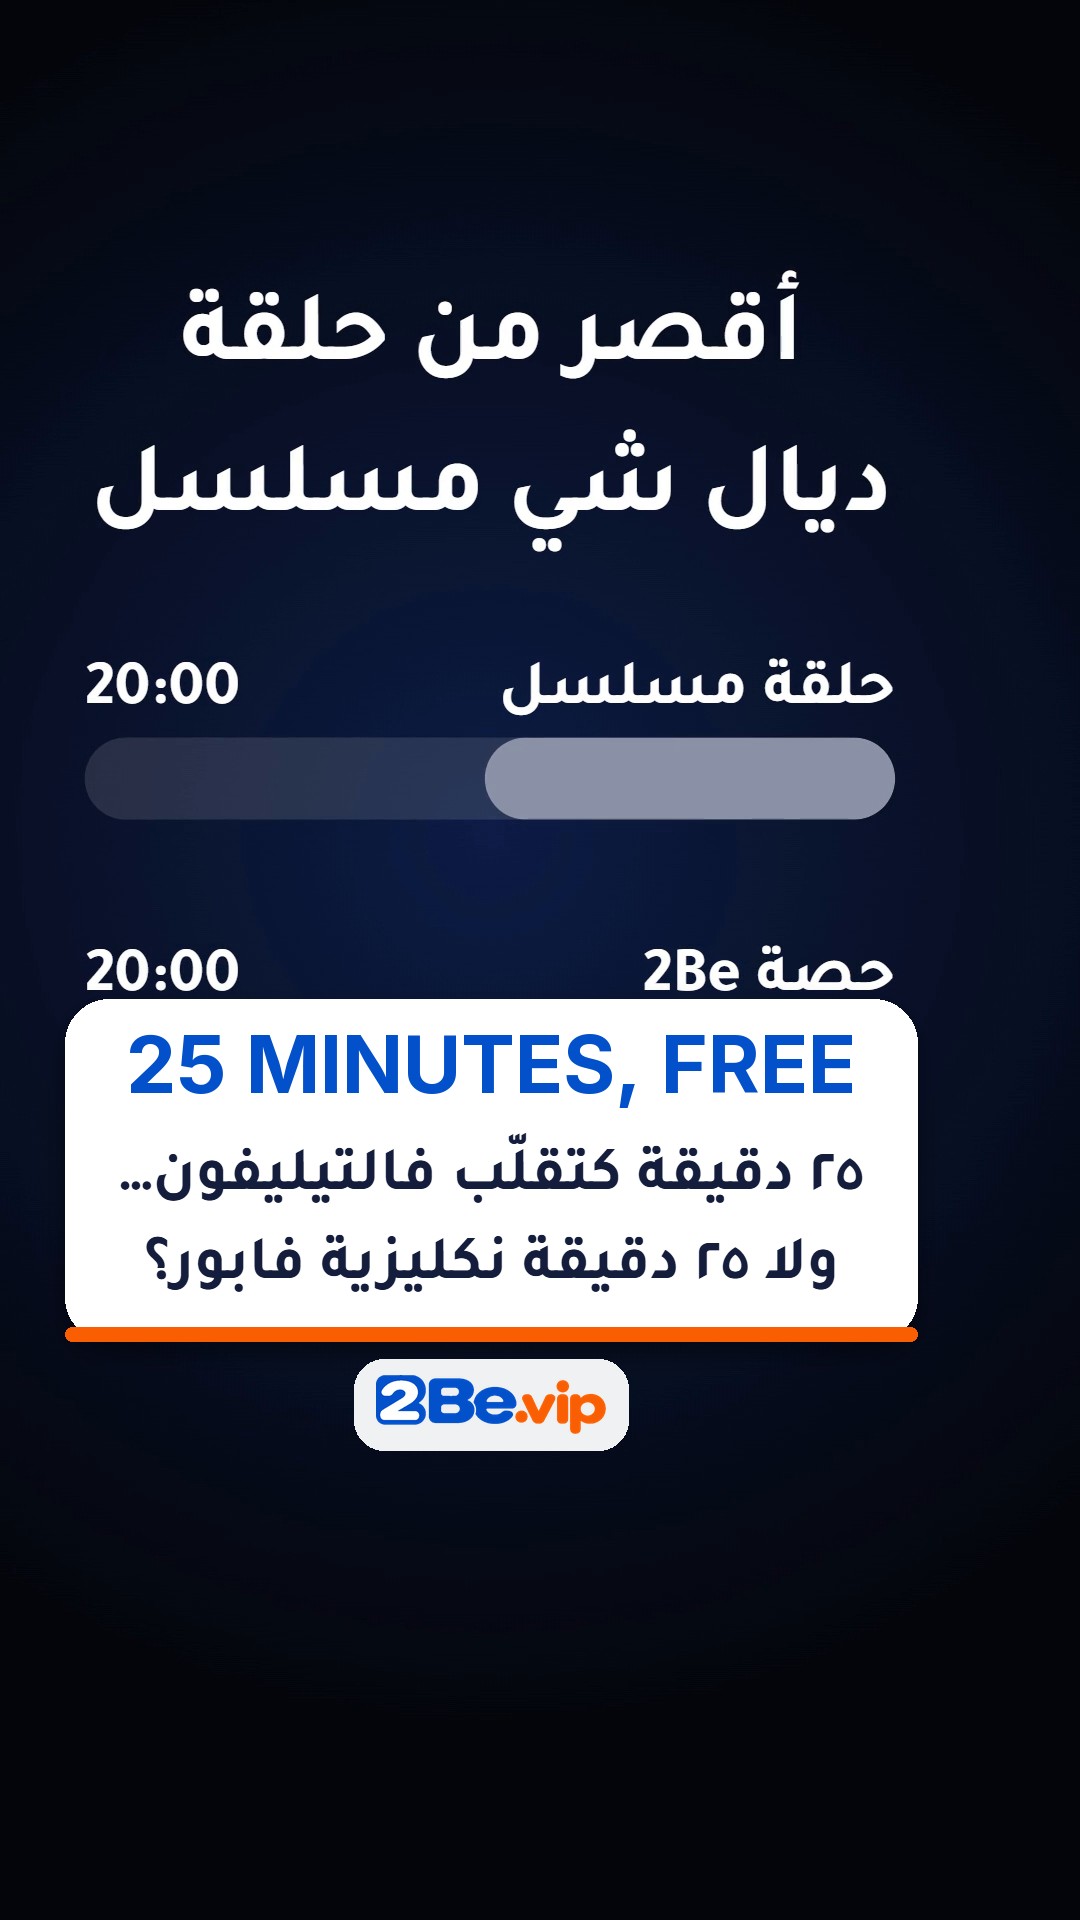 أقصر من حلقة
ديال شي مسلسل
حلقة مسلسل 20:00
حصة 2Be 20:00
25 MINUTES, FREE
٢٥ دقيقة كتقلّب فالتيليفون...
ولا ٢٥ دقيقة نكليزية فابور؟
2Be.vip